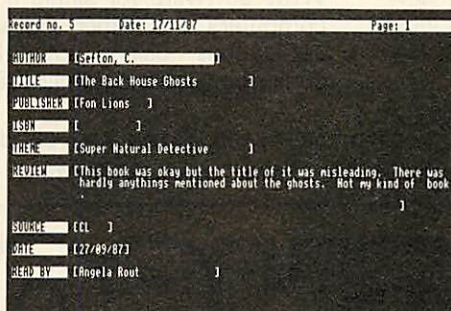 Record no. 5 Date: 17/11/87 Page: 1
AUTHOR [Sefton, C. ]
TITLE [The Back House Ghosts ]
PUBLISHER [Fon Lions ]
ISBN [ ]
THEME [Super Natural Detective ]
REVIEW [This book was okay but the title of it was misleading. There was
hardly anythings mentioned about the ghosts. Not my kind of book
.
]
SOURCE [CL ]
DATE [27/09/87]
READ BY [Angela Rout ]